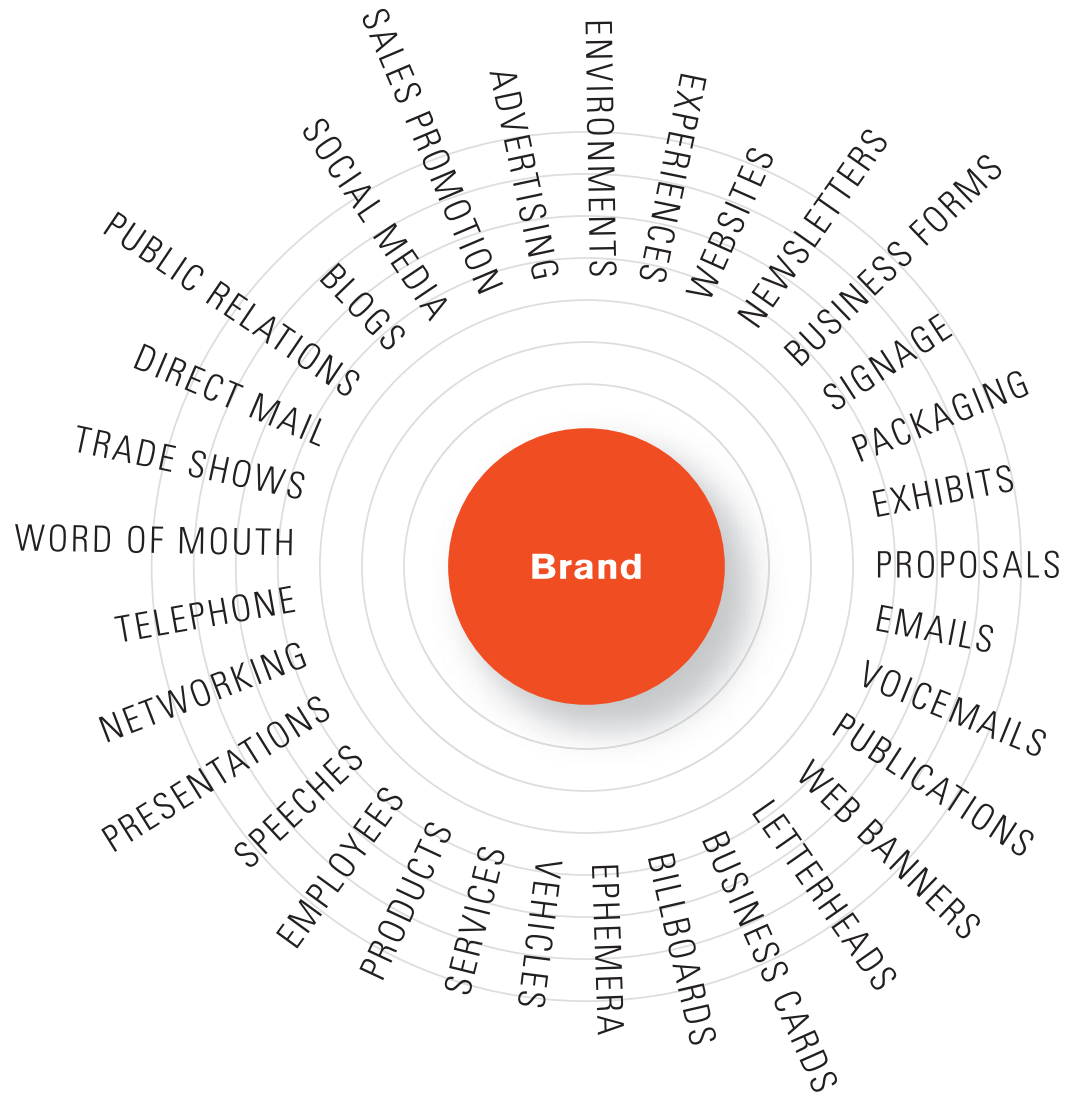 ENVIRONMENTS
EXPERIENCES
WEBSITES
NEWSLETTERS
BUSINESS FORMS
SIGNAGE
PACKAGING
EXHIBITS
PROPOSALS
EMAILS
VOICEMAILS
PUBLICATIONS
WEB BANNERS
LETTERHEADS
BUSINESS CARDS
BILLBOARDS
EPHEMERA
VEHICLES
SERVICES
PRODUCTS
EMPLOYEES
SPEECHES
PRESENTATIONS
NETWORKING
TELEPHONE
WORD OF MOUTH
TRADE SHOWS
DIRECT MAIL
PUBLIC RELATIONS
BLOGS
SOCIAL MEDIA
SALES PROMOTION
ADVERTISING
Brand